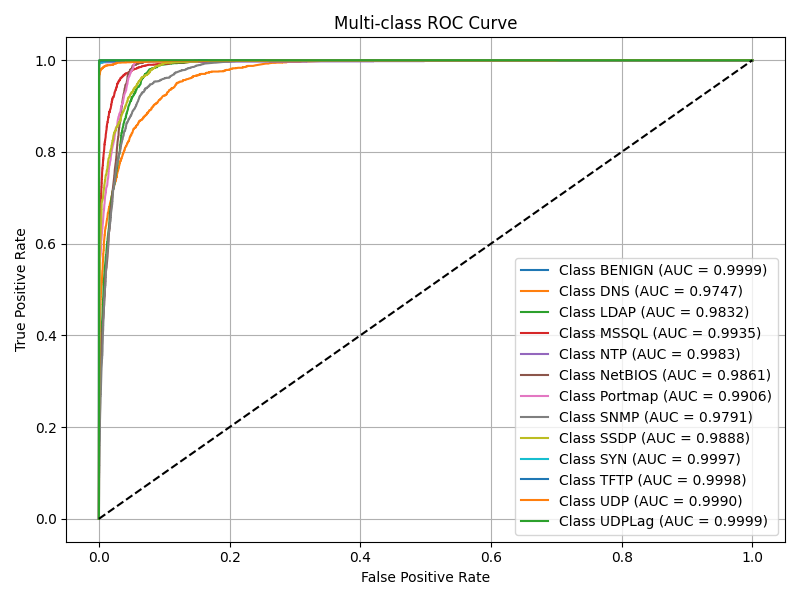 Multi-class ROC Curve
True Positive Rate
1.0
0.8
0.6
0.4
0.2
0.0
Class BENIGN (AUC = 0.9999)
Class DNS (AUC = 0.9747)
Class LDAP (AUC = 0.9832)
Class MSSQL (AUC = 0.9935)
Class NTP (AUC = 0.9983)
Class NetBIOS (AUC = 0.9861)
Class Portmap (AUC = 0.9906)
Class SNMP (AUC = 0.9791)
Class SSDP (AUC = 0.9888)
Class SYN (AUC = 0.9997)
Class TFTP (AUC = 0.9998)
Class UDP (AUC = 0.9990)
Class UDPLag (AUC = 0.9999)
0.0 0.2 0.4 0.6 0.8 1.0
False Positive Rate